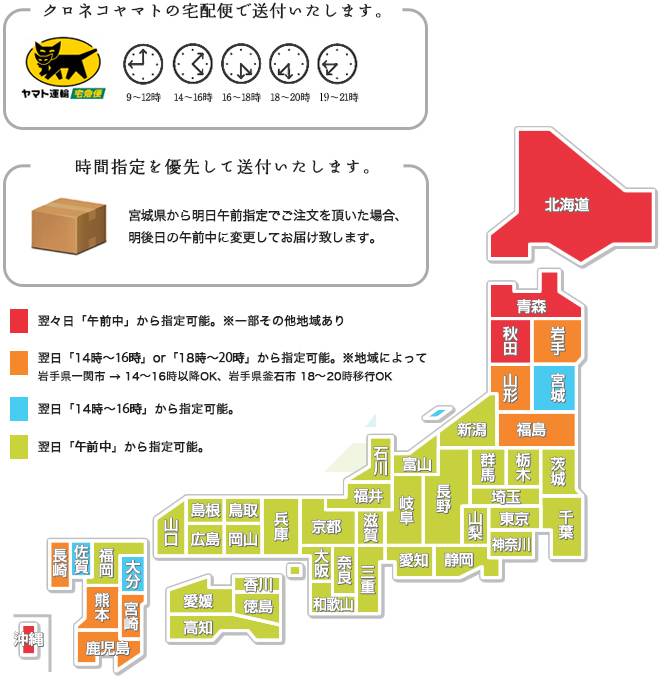 クロネコヤマトの宅配便で送付いたします。
ヤマト運輸 宅急便
9～12時 14～16時 16～18時 18～20時 19～21時
時間指定を優先して送付いたします。
宮城県から明日午前指定でご注文を頂いた場合、
明後日の午前中に変更してお届け致します。
翌々日「午前中」から指定可能。※一部その他地域あり
翌日「14時～16時」or「18時～20時」から指定可能。※地域によって
岩手県一関市 → 14～16時以降OK、岩手県釜石市 18～20時移行OK
翌日「14時～16時」から指定可能。
翌日「午前中」から指定可能。
北海道
青森
秋田
岩手
山形
宮城
新潟
福島
石川
富山
群馬
栃木
茨城
福井
岐阜
長野
埼玉
山梨
東京
千葉
神奈川
山口
島根
鳥取
広島
岡山
兵庫
京都
滋賀
大阪
奈良
三重
和歌山
愛知
静岡
香川
愛媛
徳島
高知
長崎
佐賀
福岡
大分
熊本
宮崎
鹿児島
沖縄